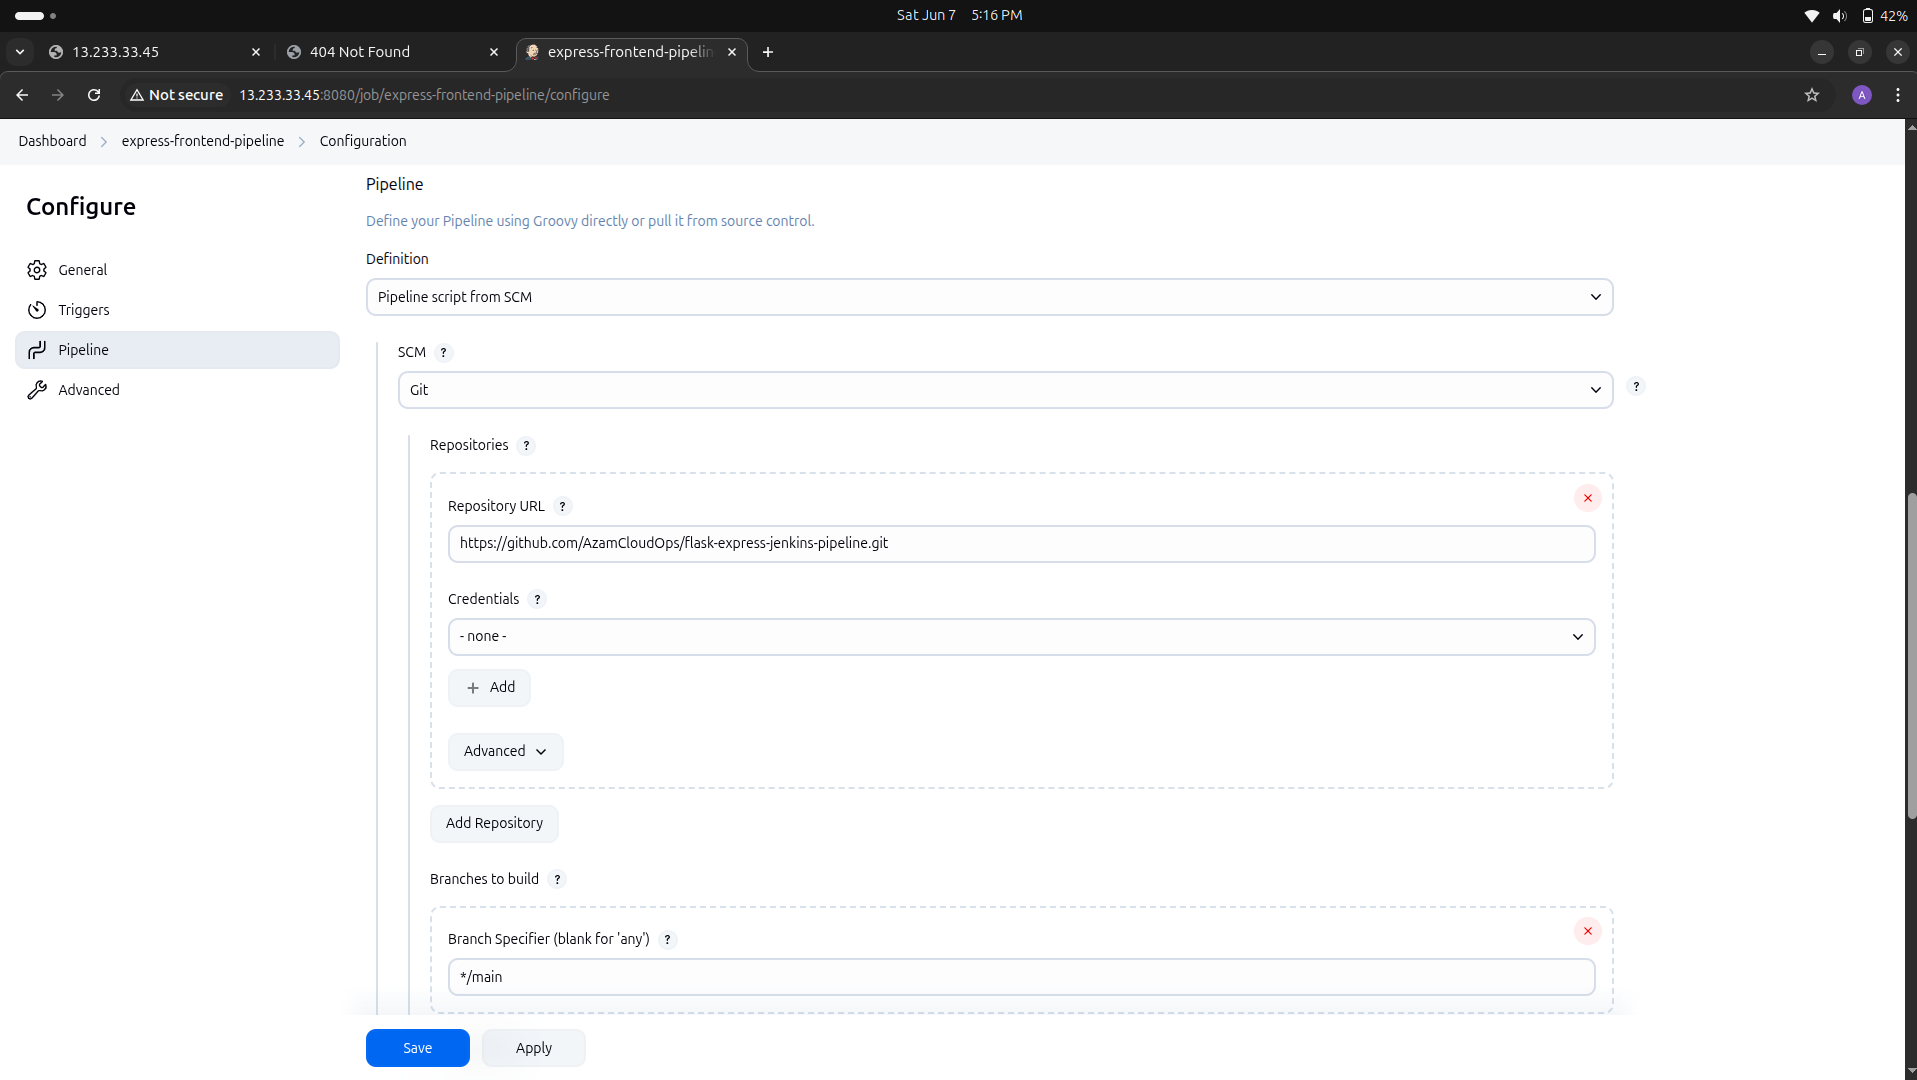 Sat Jun 7 5:16 PM
42%
13.233.33.45
404 Not Found
express-frontend-pipelin
Not secure
13.233.33.45:8080/job/express-frontend-pipeline/configure
A
Dashboard
express-frontend-pipeline
Configuration
Configure
General
Triggers
Pipeline
Advanced
Pipeline
Define your Pipeline using Groovy directly or pull it from source control.
Definition
Pipeline script from SCM
SCM ?
Git
?
Repositories ?
Repository URL ?
https://github.com/AzamCloudOps/flask-express-jenkins-pipeline.git
Credentials ?
- none -
+ Add
Advanced
Add Repository
Branches to build ?
Branch Specifier (blank for 'any') ?
*/main
Save
Apply